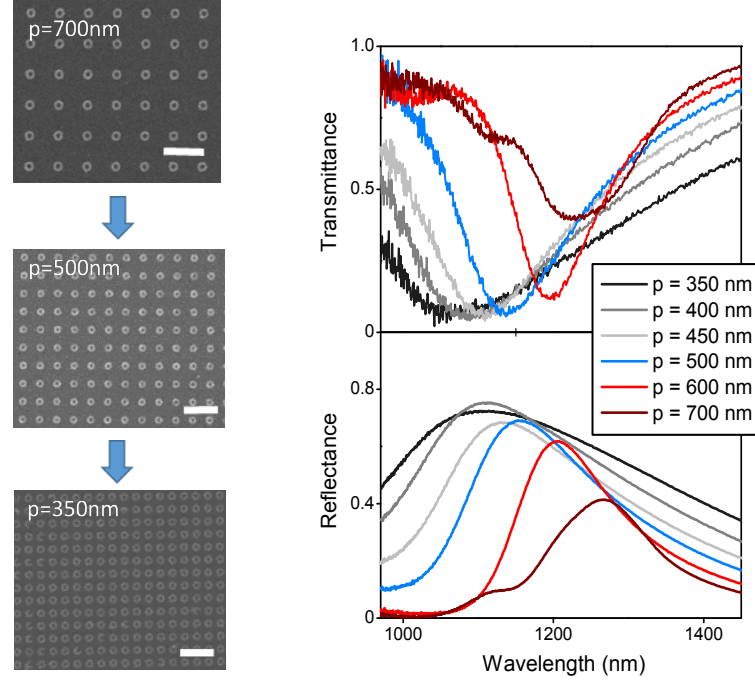 p=700nm
p=500nm
p=350nm
1.0
0.5
0
Transmittance
p = 350 nm
p = 400 nm
p = 450 nm
p = 500 nm
p = 600 nm
p = 700 nm
0.8
0.4
0
Reflectance
1000 1200 1400
Wavelength (nm)